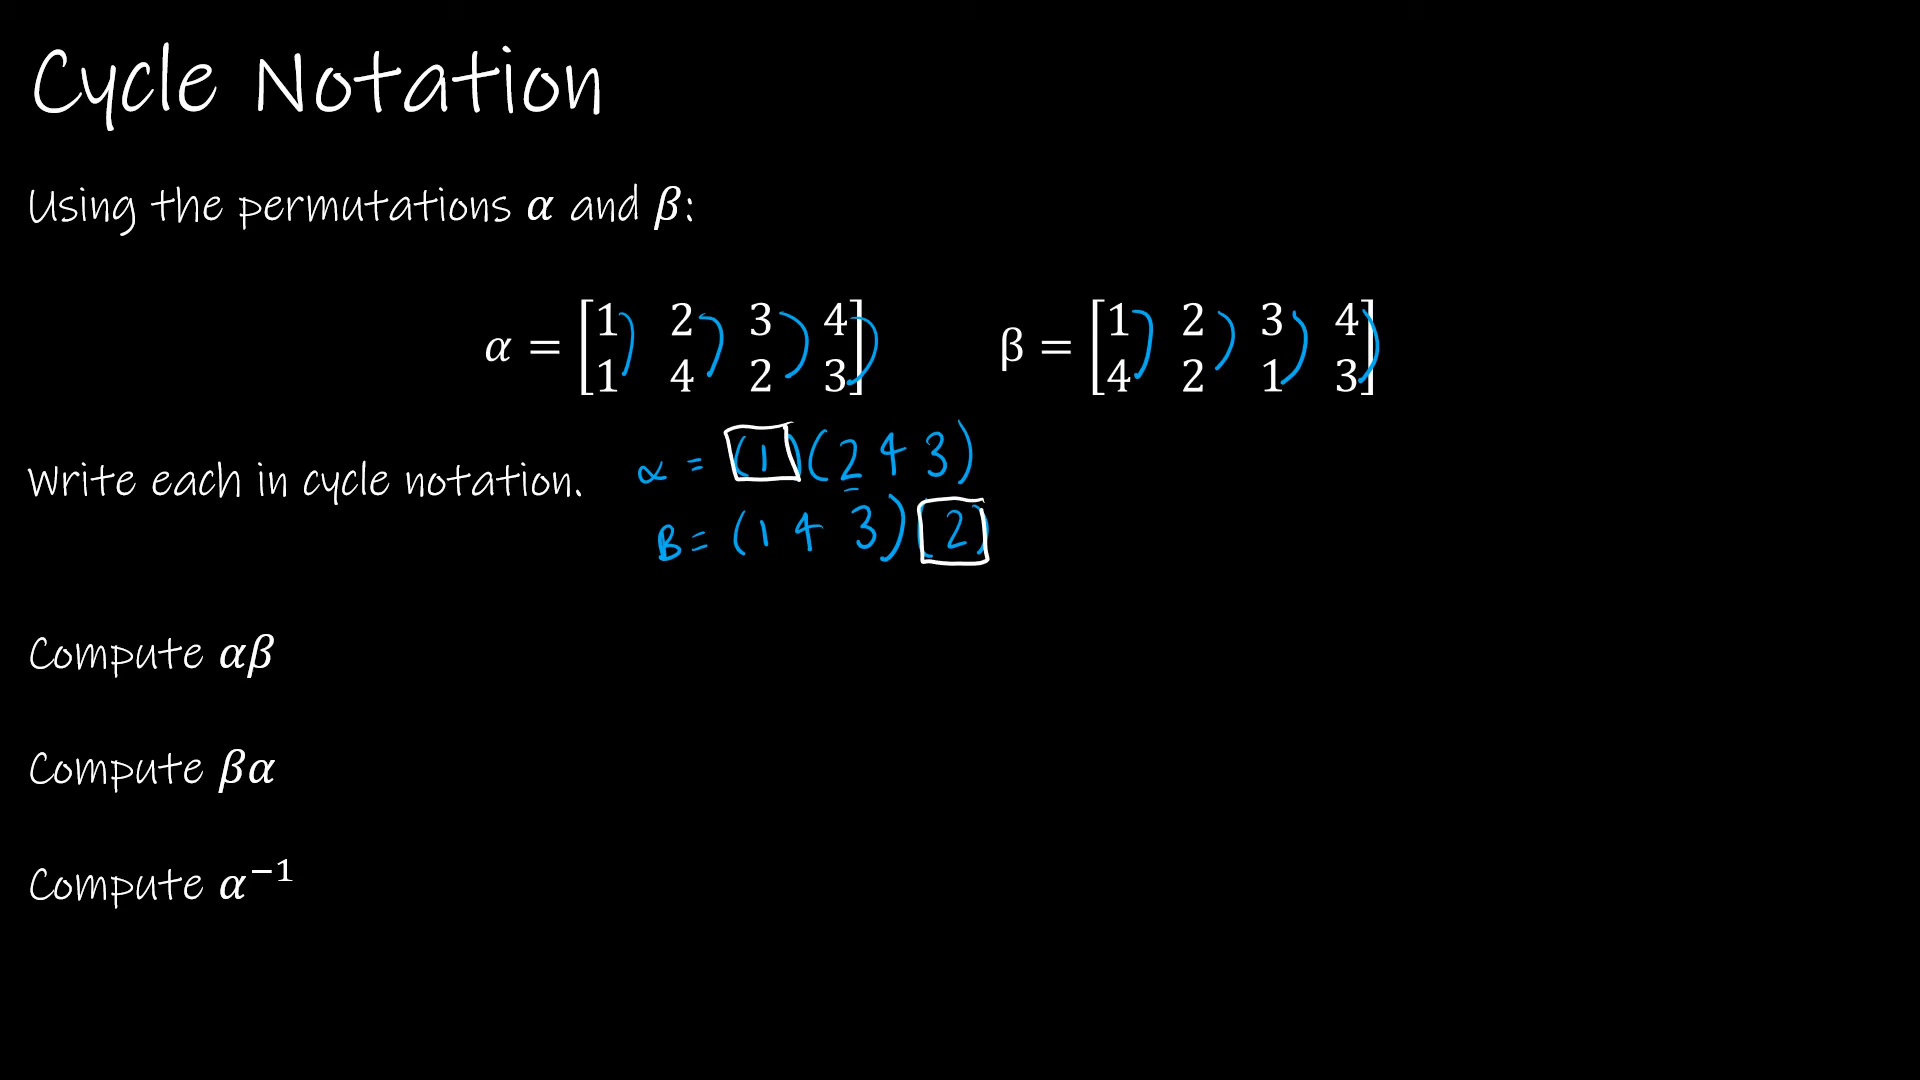 Cycle Notation
Using the permutations α and β:
α = [1 2 3 4] β = [1 2 3 4]
[1 4 2 3] [4 2 1 3]
Write each in cycle notation. α = (1)(2 4 3)
B = (1 4 3)(2)
Compute αβ
Compute βα
Compute α⁻¹